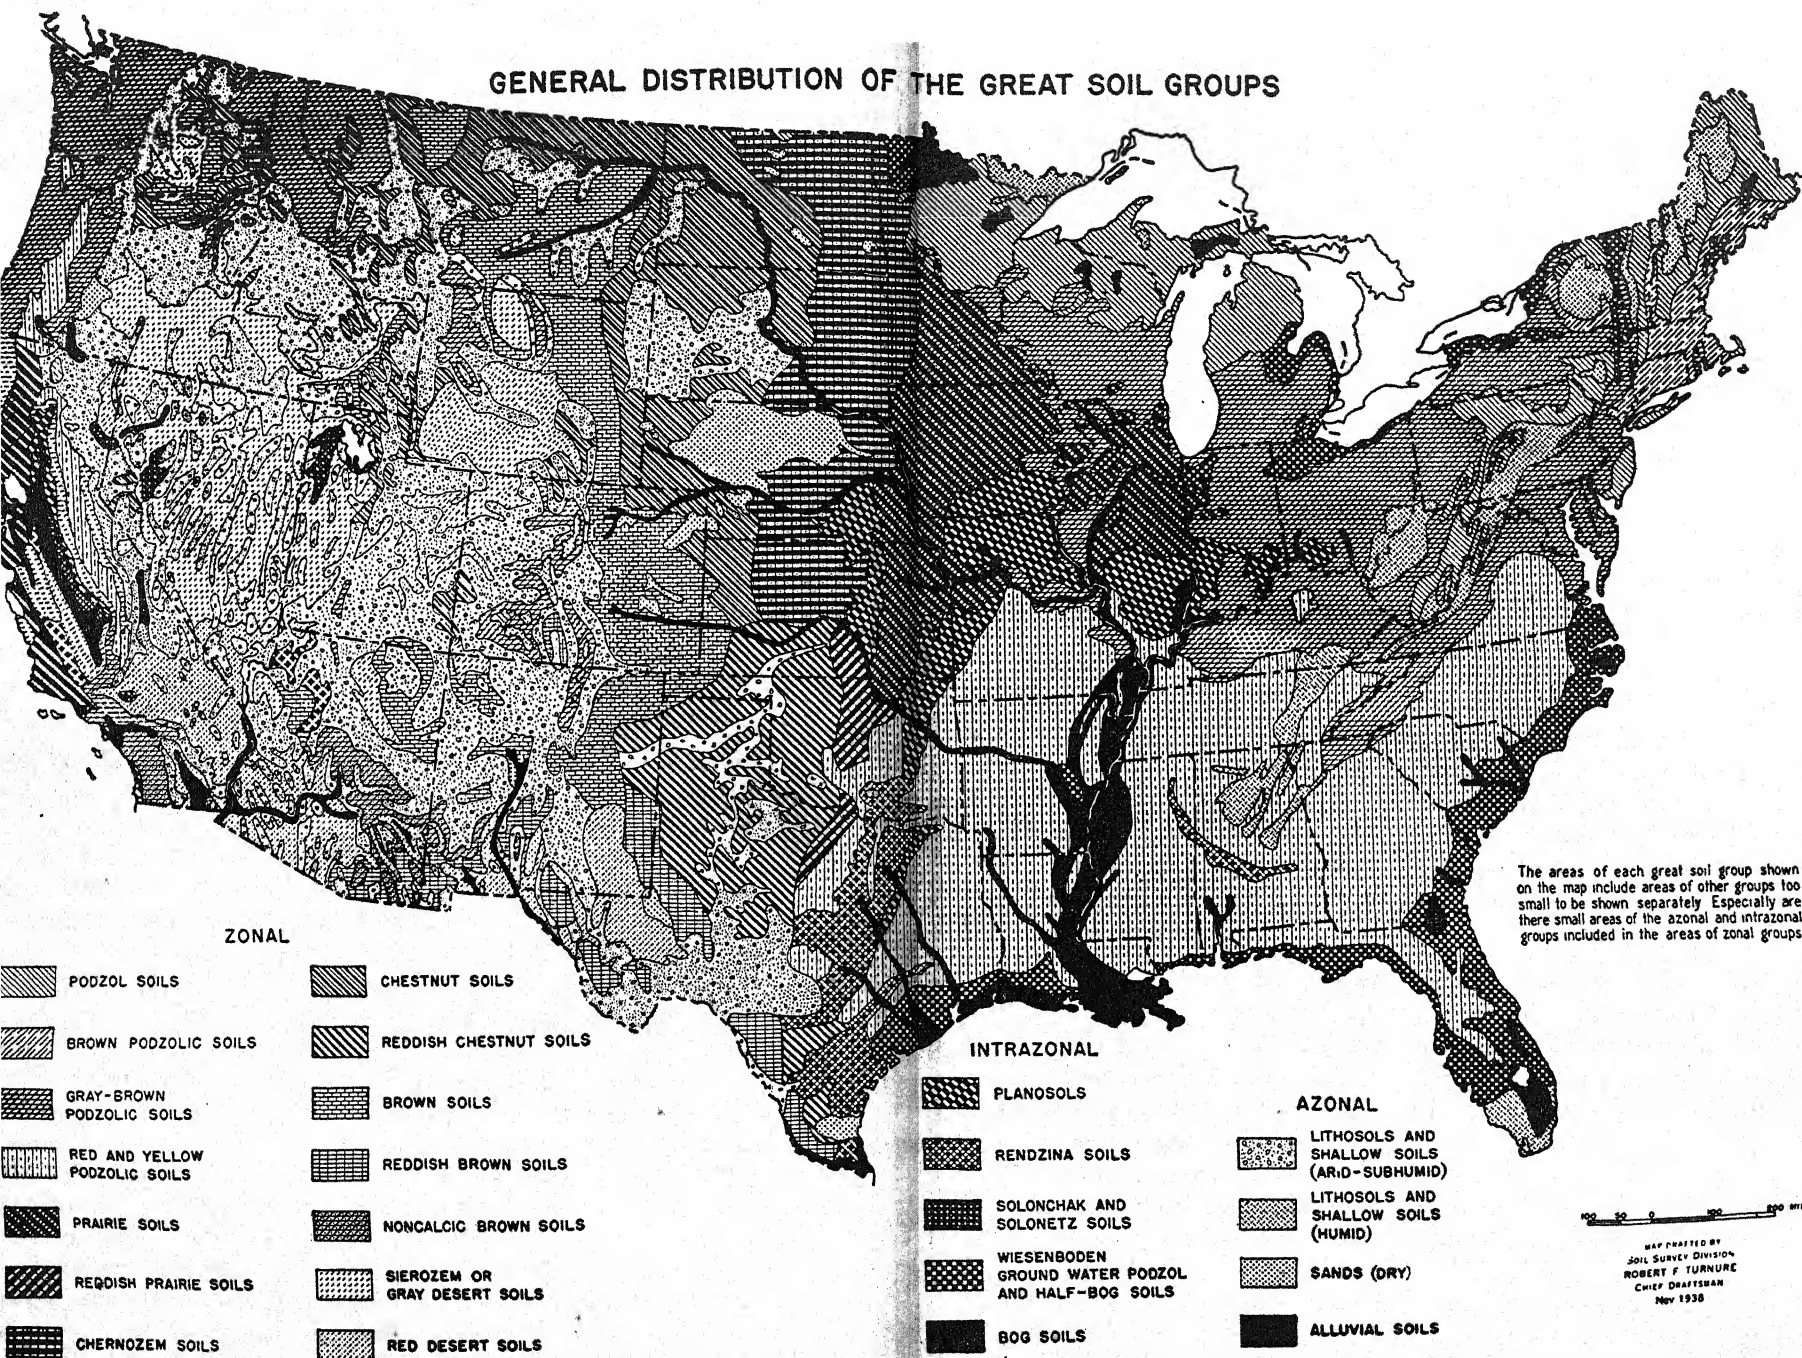 GENERAL DISTRIBUTION OF THE GREAT SOIL GROUPS
The areas of each great soil group shown
on the map include areas of other groups too
small to be shown separately Especially are
there small areas of the azonal and intrazonal
groups included in the areas of zonal groups
ZONAL
PODZOL SOILS
BROWN PODZOLIC SOILS
GRAY-BROWN
PODZOLIC SOILS
RED AND YELLOW
PODZOLIC SOILS
PRAIRIE SOILS
REDDISH PRAIRIE SOILS
CHERNOZEM SOILS
CHESTNUT SOILS
REDDISH CHESTNUT SOILS
BROWN SOILS
REDDISH BROWN SOILS
NONCALCIC BROWN SOILS
SIEROZEM OR
GRAY DESERT SOILS
RED DESERT SOILS
INTRAZONAL
PLANOSOLS
RENDZINA SOILS
SOLONCHAK AND
SOLONETZ SOILS
WIESENBODEN
GROUND WATER PODZOL
AND HALF-BOG SOILS
BOG SOILS
AZONAL
LITHOSOLS AND
SHALLOW SOILS
(ARID-SUBHUMID)
LITHOSOLS AND
SHALLOW SOILS
(HUMID)
SANDS (DRY)
ALLUVIAL SOILS
100 50 0 100 200
MAP DRAFTED BY
SOIL SURVEY DIVISION
ROBERT F TURNURE
CHIEF DRAFTSMAN
Nov 1938